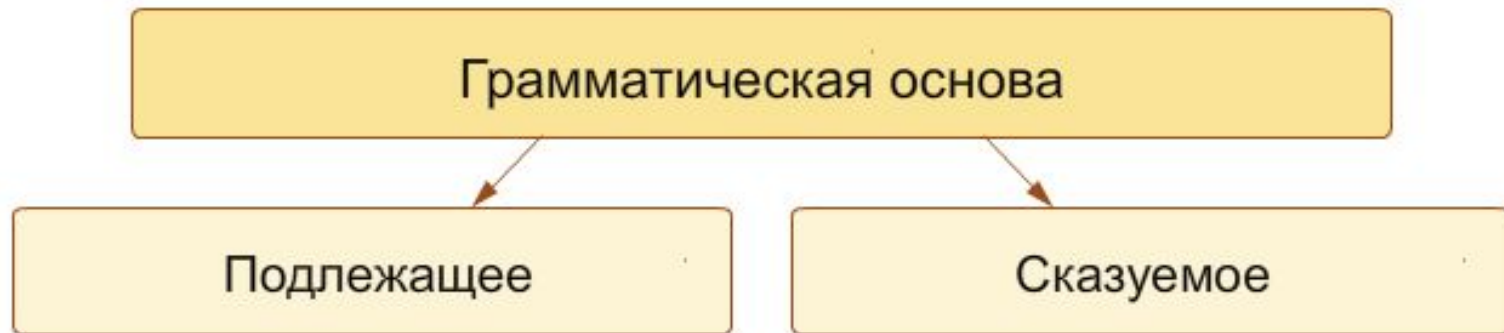 Грамматическая основа
Подлежащее
Сказуемое